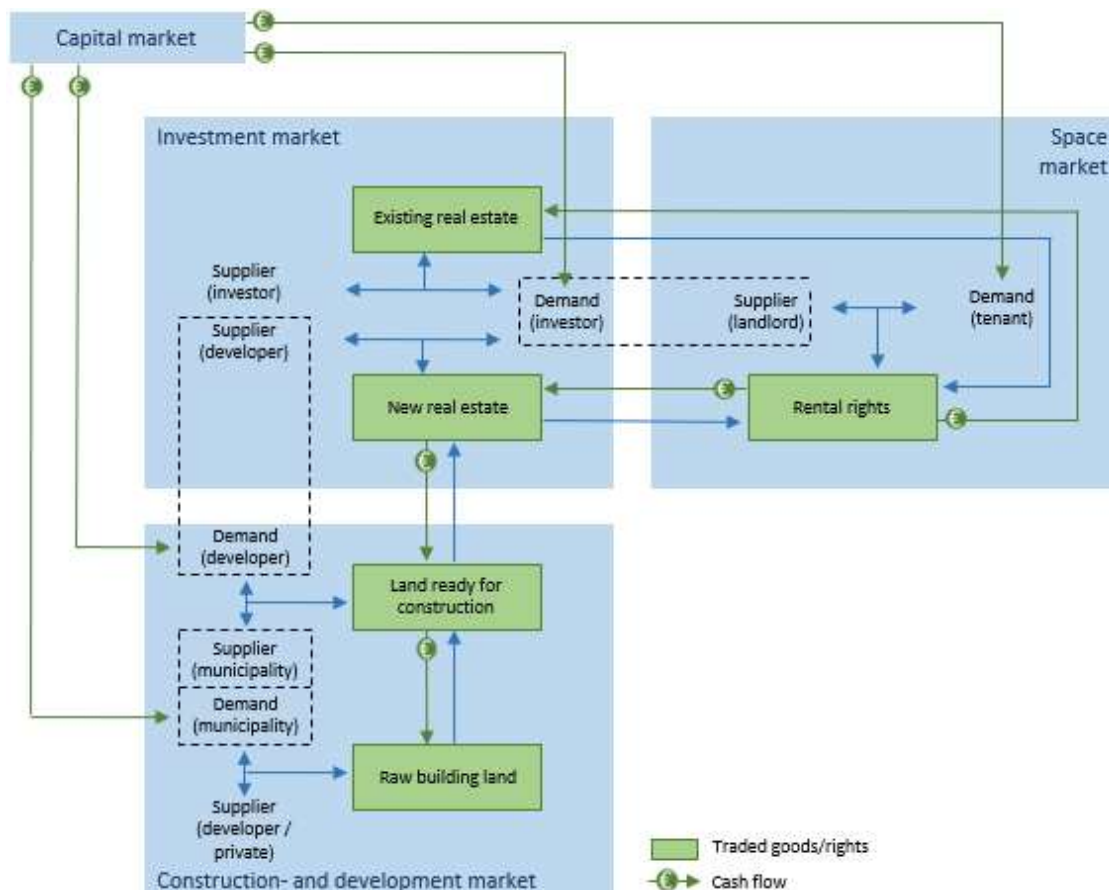 Capital market
Investment market
Space
market
Existing real estate
Supplier
(investor)
Demand
(investor)
Supplier
(landlord)
Demand
(tenant)
Supplier
(developer)
New real estate
Rental rights
Demand
(developer)
Land ready for
construction
Supplier
(municipality)
Demand
(municipality)
Raw building land
Supplier
(developer /
private)
Construction- and development market
Traded goods/rights
Cash flow